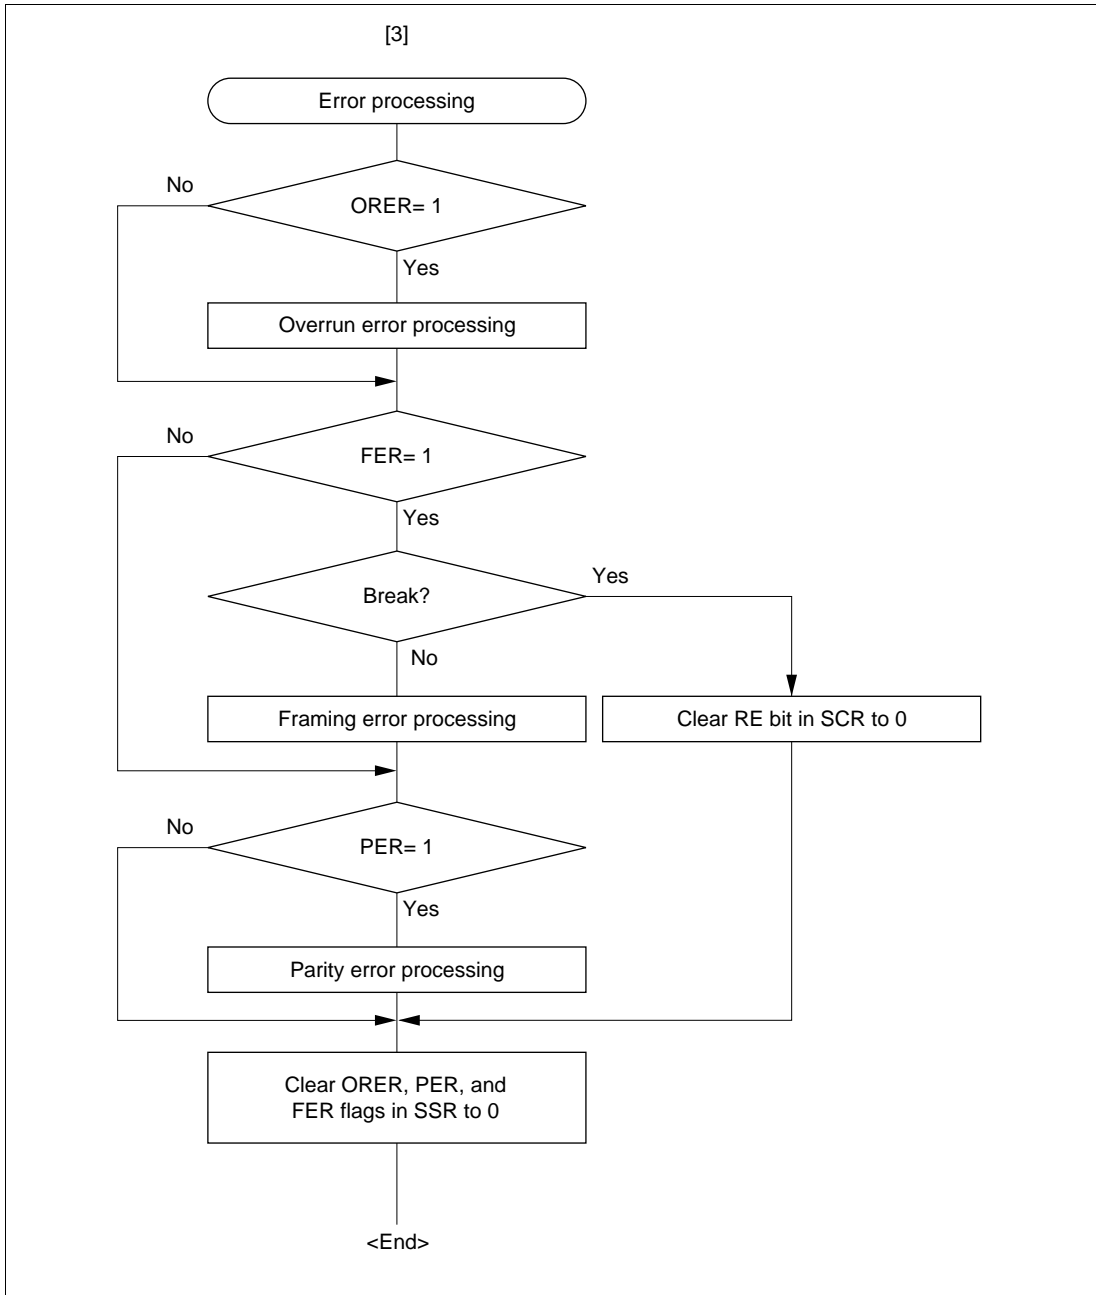 [3]
Error processing
No
ORER= 1
Yes
Overrun error processing
No
FER= 1
Yes
Break?
Yes
No
Framing error processing
Clear RE bit in SCR to 0
No
PER= 1
Yes
Parity error processing
Clear ORER, PER, and
FER flags in SSR to 0
<End>